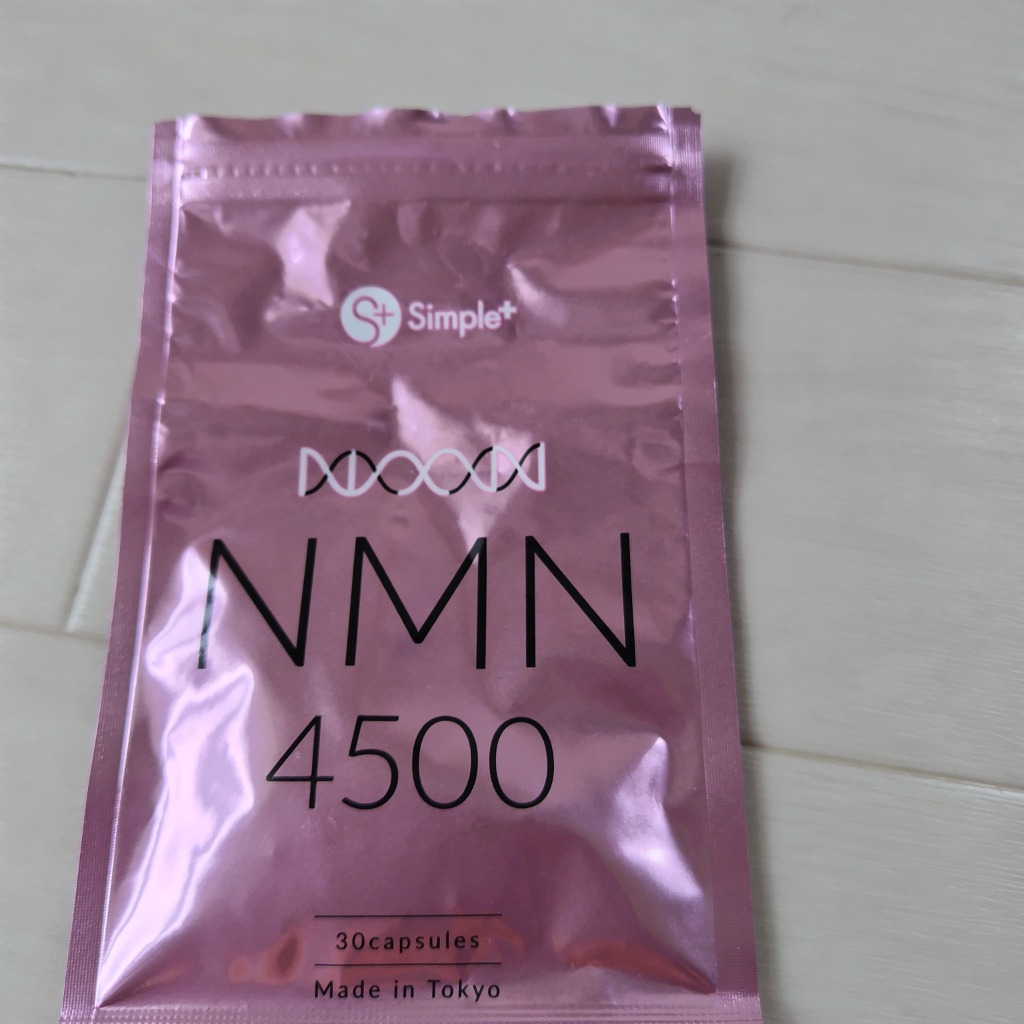 S+ Simple+
NMN
4500
30capsules
Made in Tokyo